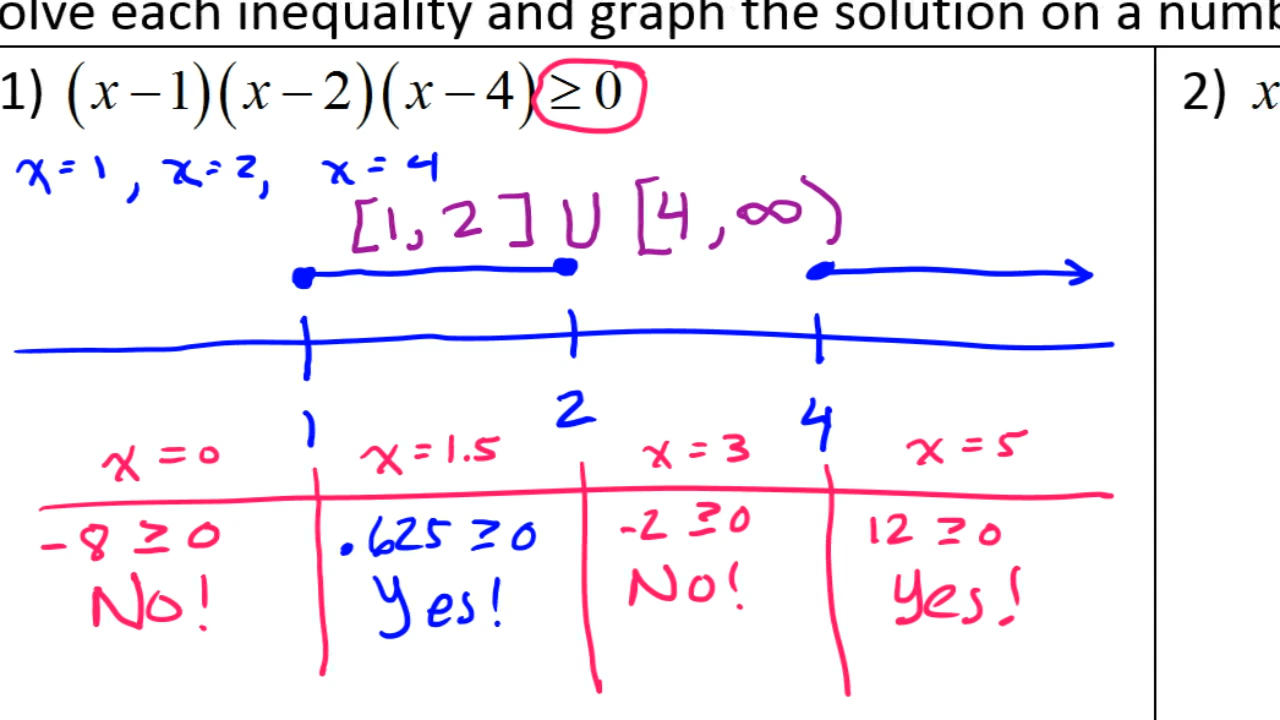 olve each inequality and graph the solution on a numb
1) (x-1)(x-2)(x-4)≥0
2) x
x=1, x=2, x=4
[1,2]∪[4,∞)
1 2 4
x=0 x=1.5 x=3 x=5
-8≥0 .625≥0 -2≥0 12≥0
No! Yes! No! Yes!